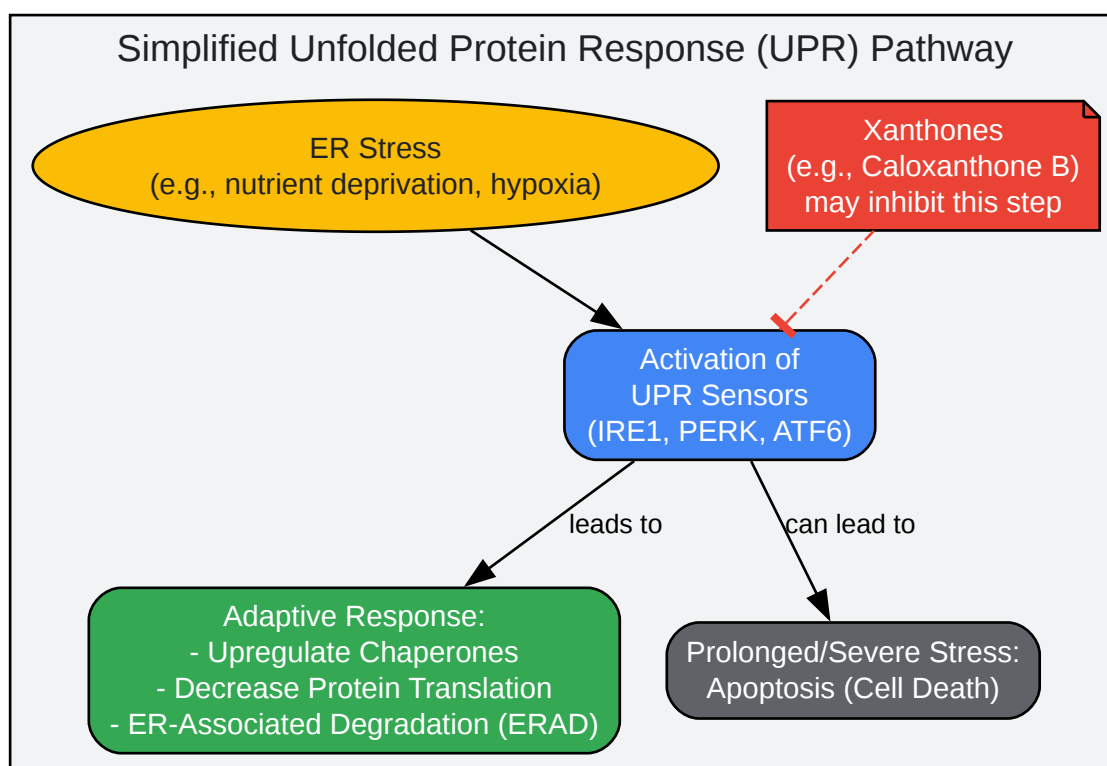 Simplified Unfolded Protein Response (UPR) Pathway
ER Stress
(e.g., nutrient deprivation, hypoxia)
Xanthones
(e.g., Caloxanthone B)
may inhibit this step
Activation of
UPR Sensors
(IRE1, PERK, ATF6)
leads to
can lead to
Adaptive Response:
- Upregulate Chaperones
- Decrease Protein Translation
- ER-Associated Degradation (ERAD)
Prolonged/Severe Stress:
Apoptosis (Cell Death)